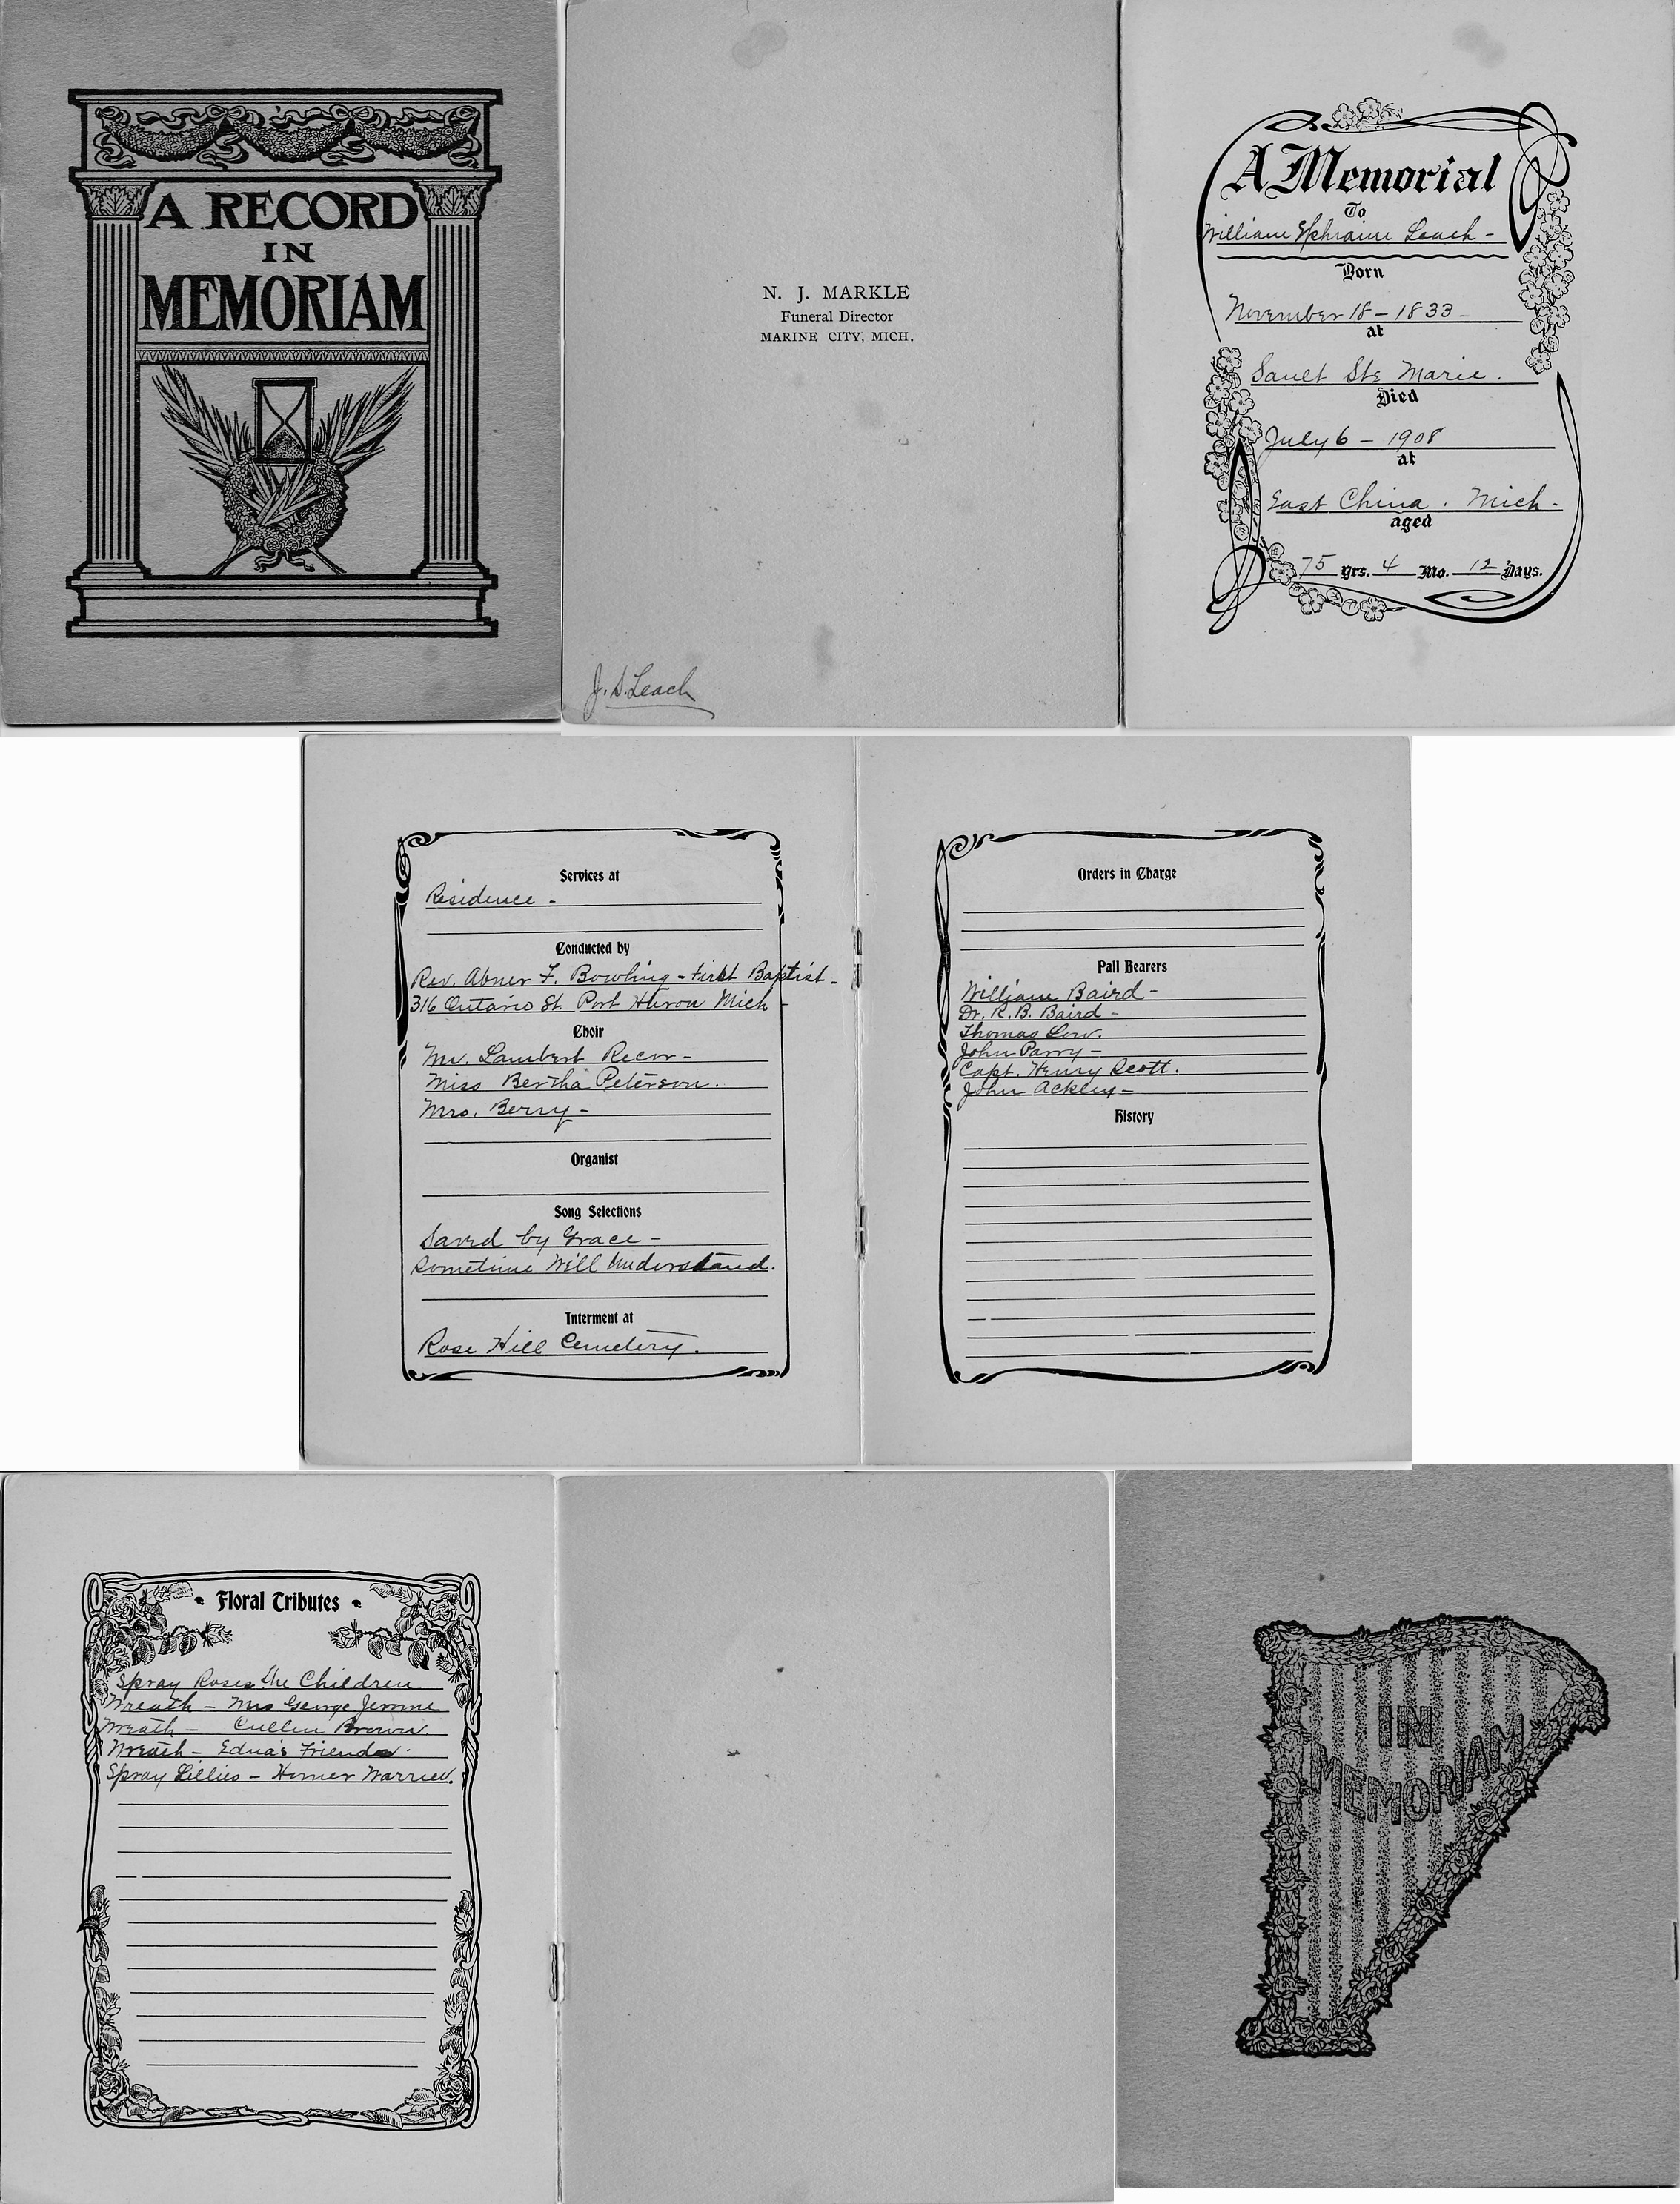 A RECORD
IN
MEMORIAM
N. J. MARKLE
Funeral Director
MARINE CITY, MICH.
J. S. Leach
A Memorial
To
William Ephraim Leach -
Born
November 18 - 1833 -
at
Sault Ste Marie.
Died
July 6 - 1908
at
East China. Mich.
aged
75 Yrs. 4 Mo. 12 Days.
Services at
Residence -
Conducted by
Rev. Abner F. Bowling - First Baptist -
316 Ontario St. Port Huron Mich -
Choir
Mr. Lambert Recor -
Miss Bertha Peterson.
Mrs. Berry -
Organist
Song Selections
Saved by Grace -
Sometime Will Understand.
Interment at
Rose Hill Cemetery.
Orders in Charge
Pall Bearers
William Baird -
Dr. R. B. Baird -
Thomas Low.
John Parry -
Capt. Henry Scott.
John Ackley -
History
Floral Tributes
Spray Roses The Children
Wreath - Mrs George Jerome
Wreath - Cullen Brown
Wreath - Edna's Friends.
Spray Lillies - Homer
IN
MEMORIAM